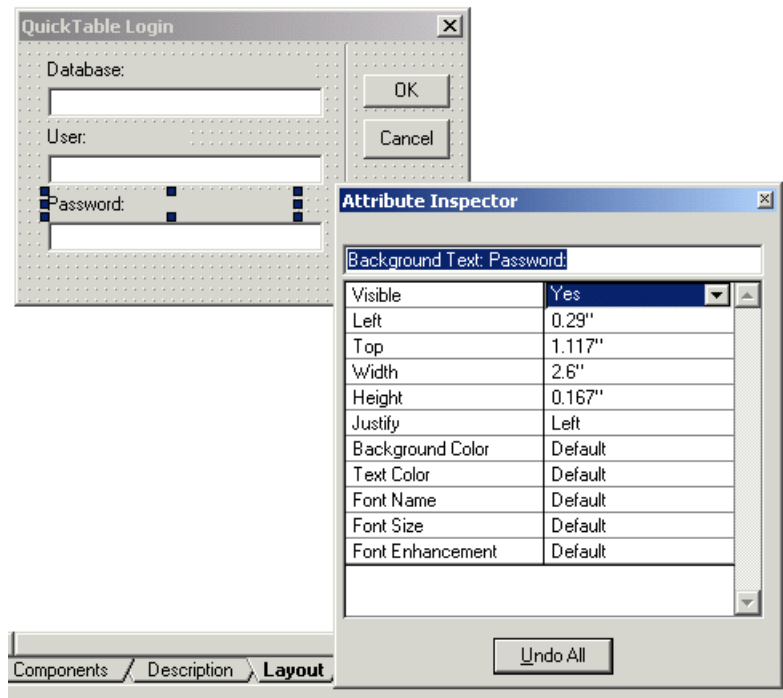 QuickTable Login
Database:
OK
User:
Cancel
Password:
Attribute Inspector
Background Text: Password:
Visible Yes
Left 0.29"
Top 1.117"
Width 2.6"
Height 0.167"
Justify Left
Background Color Default
Text Color Default
Font Name Default
Font Size Default
Font Enhancement Default
Undo All
Components Description Layout